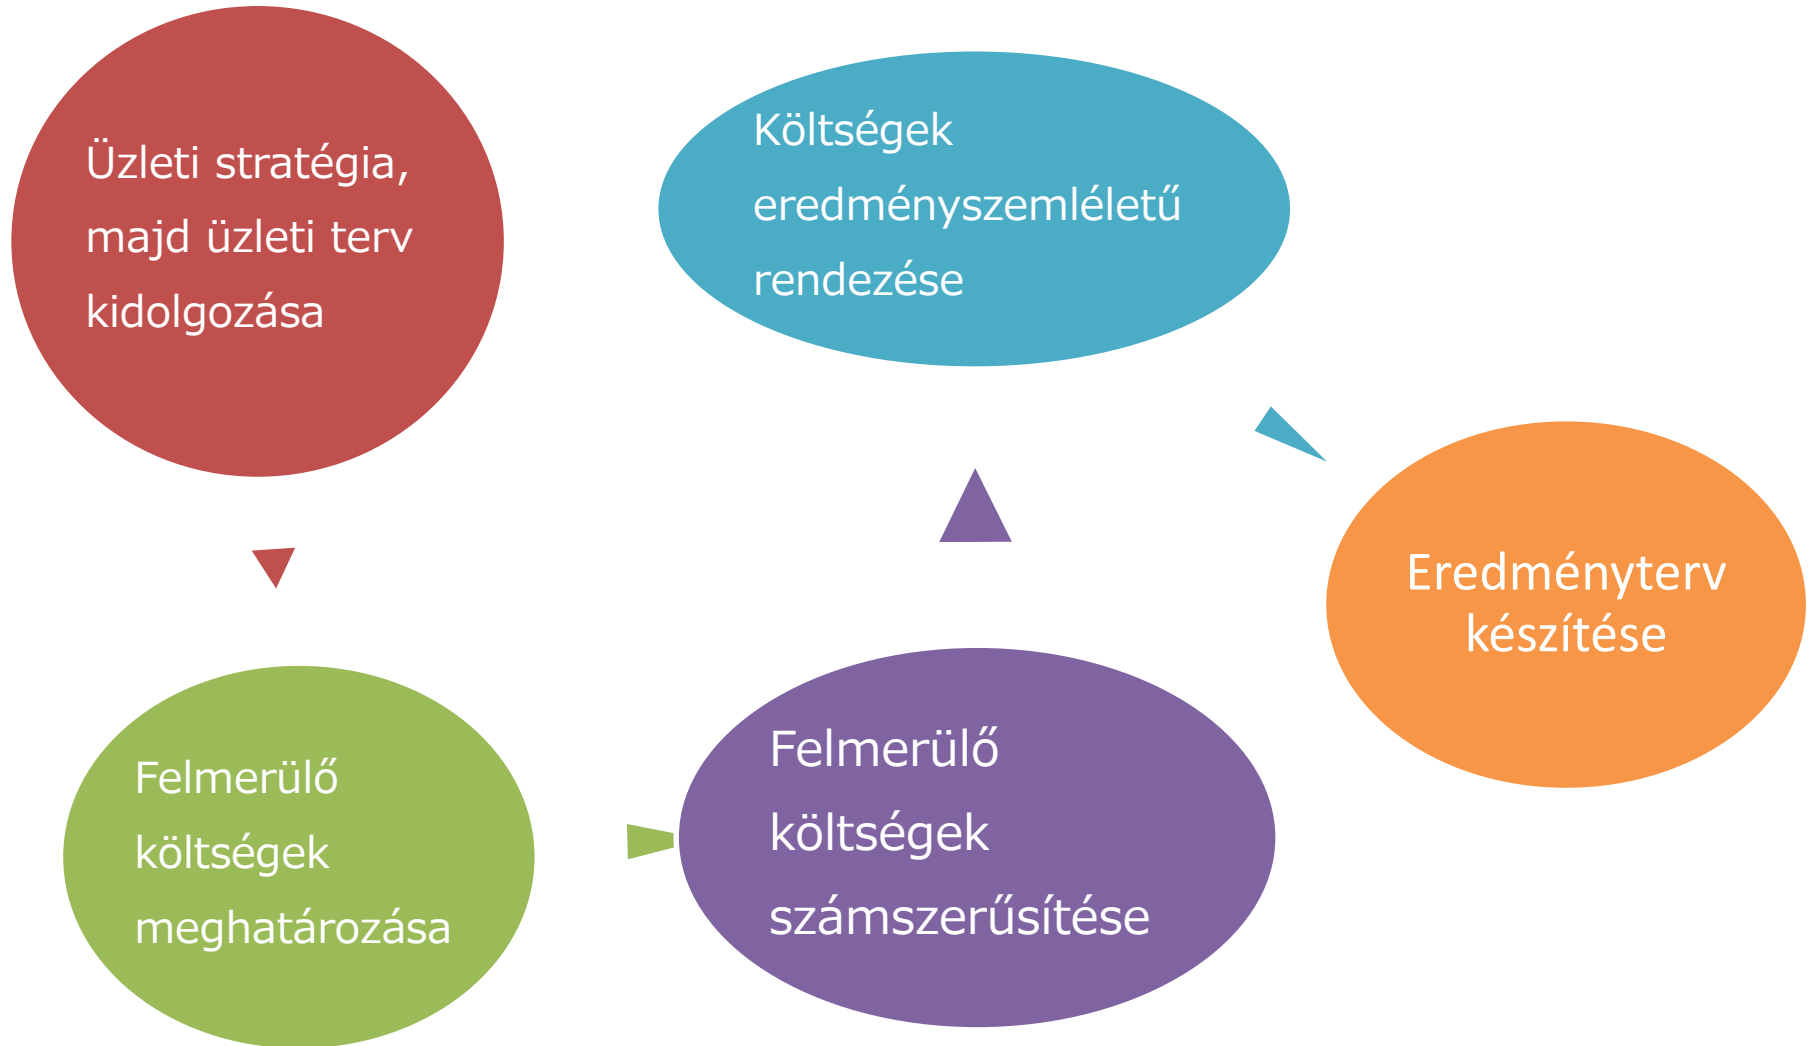 Üzleti stratégia,
majd üzleti terv
kidolgozása
Felmerülő
költségek
meghatározása
Felmerülő
költségek
számszerűsítése
Költségek
eredményszemléletű
rendezése
Eredményterv
készítése